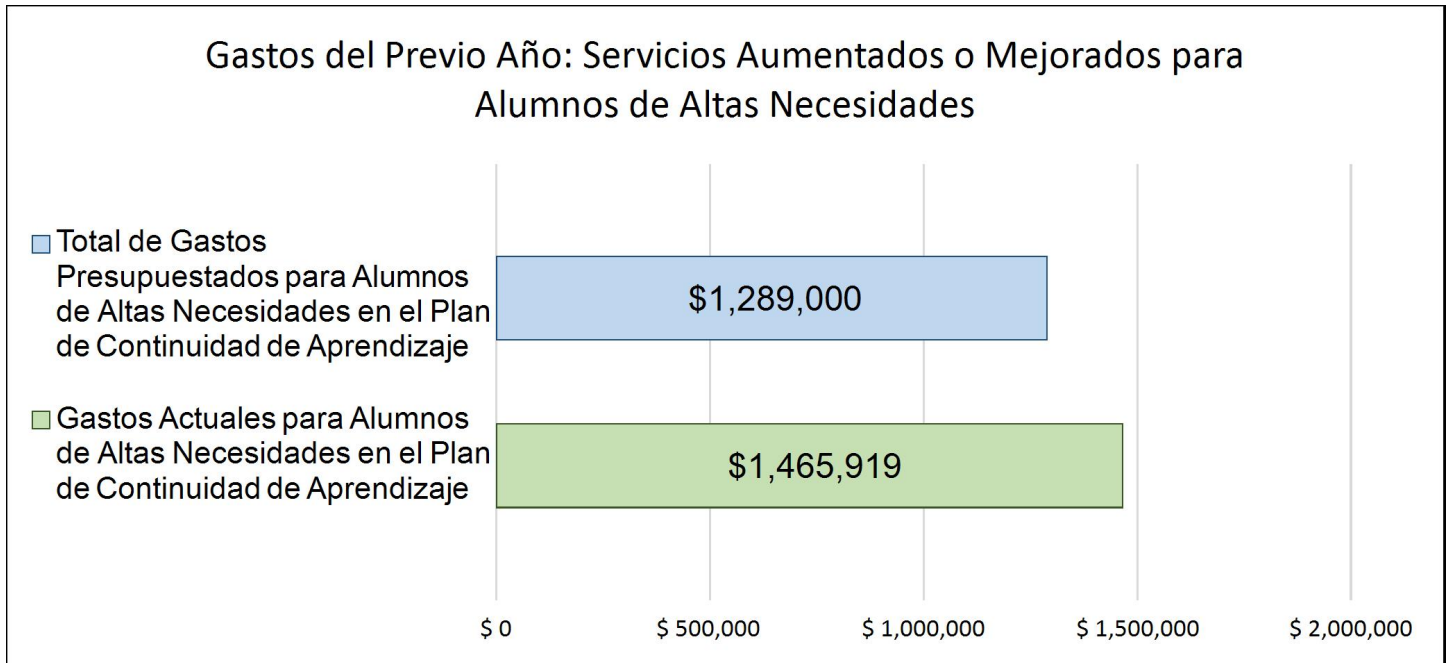 Gastos del Previo Año: Servicios Aumentados o Mejorados para
Alumnos de Altas Necesidades
Total de Gastos
Presupuestados para Alumnos
de Altas Necesidades en el Plan
de Continuidad de Aprendizaje
$1,289,000
Gastos Actuales para Alumnos
de Altas Necesidades en el Plan
de Continuidad de Aprendizaje
$1,465,919
$ 0 $ 500,000 $ 1,000,000 $ 1,500,000 $ 2,000,000